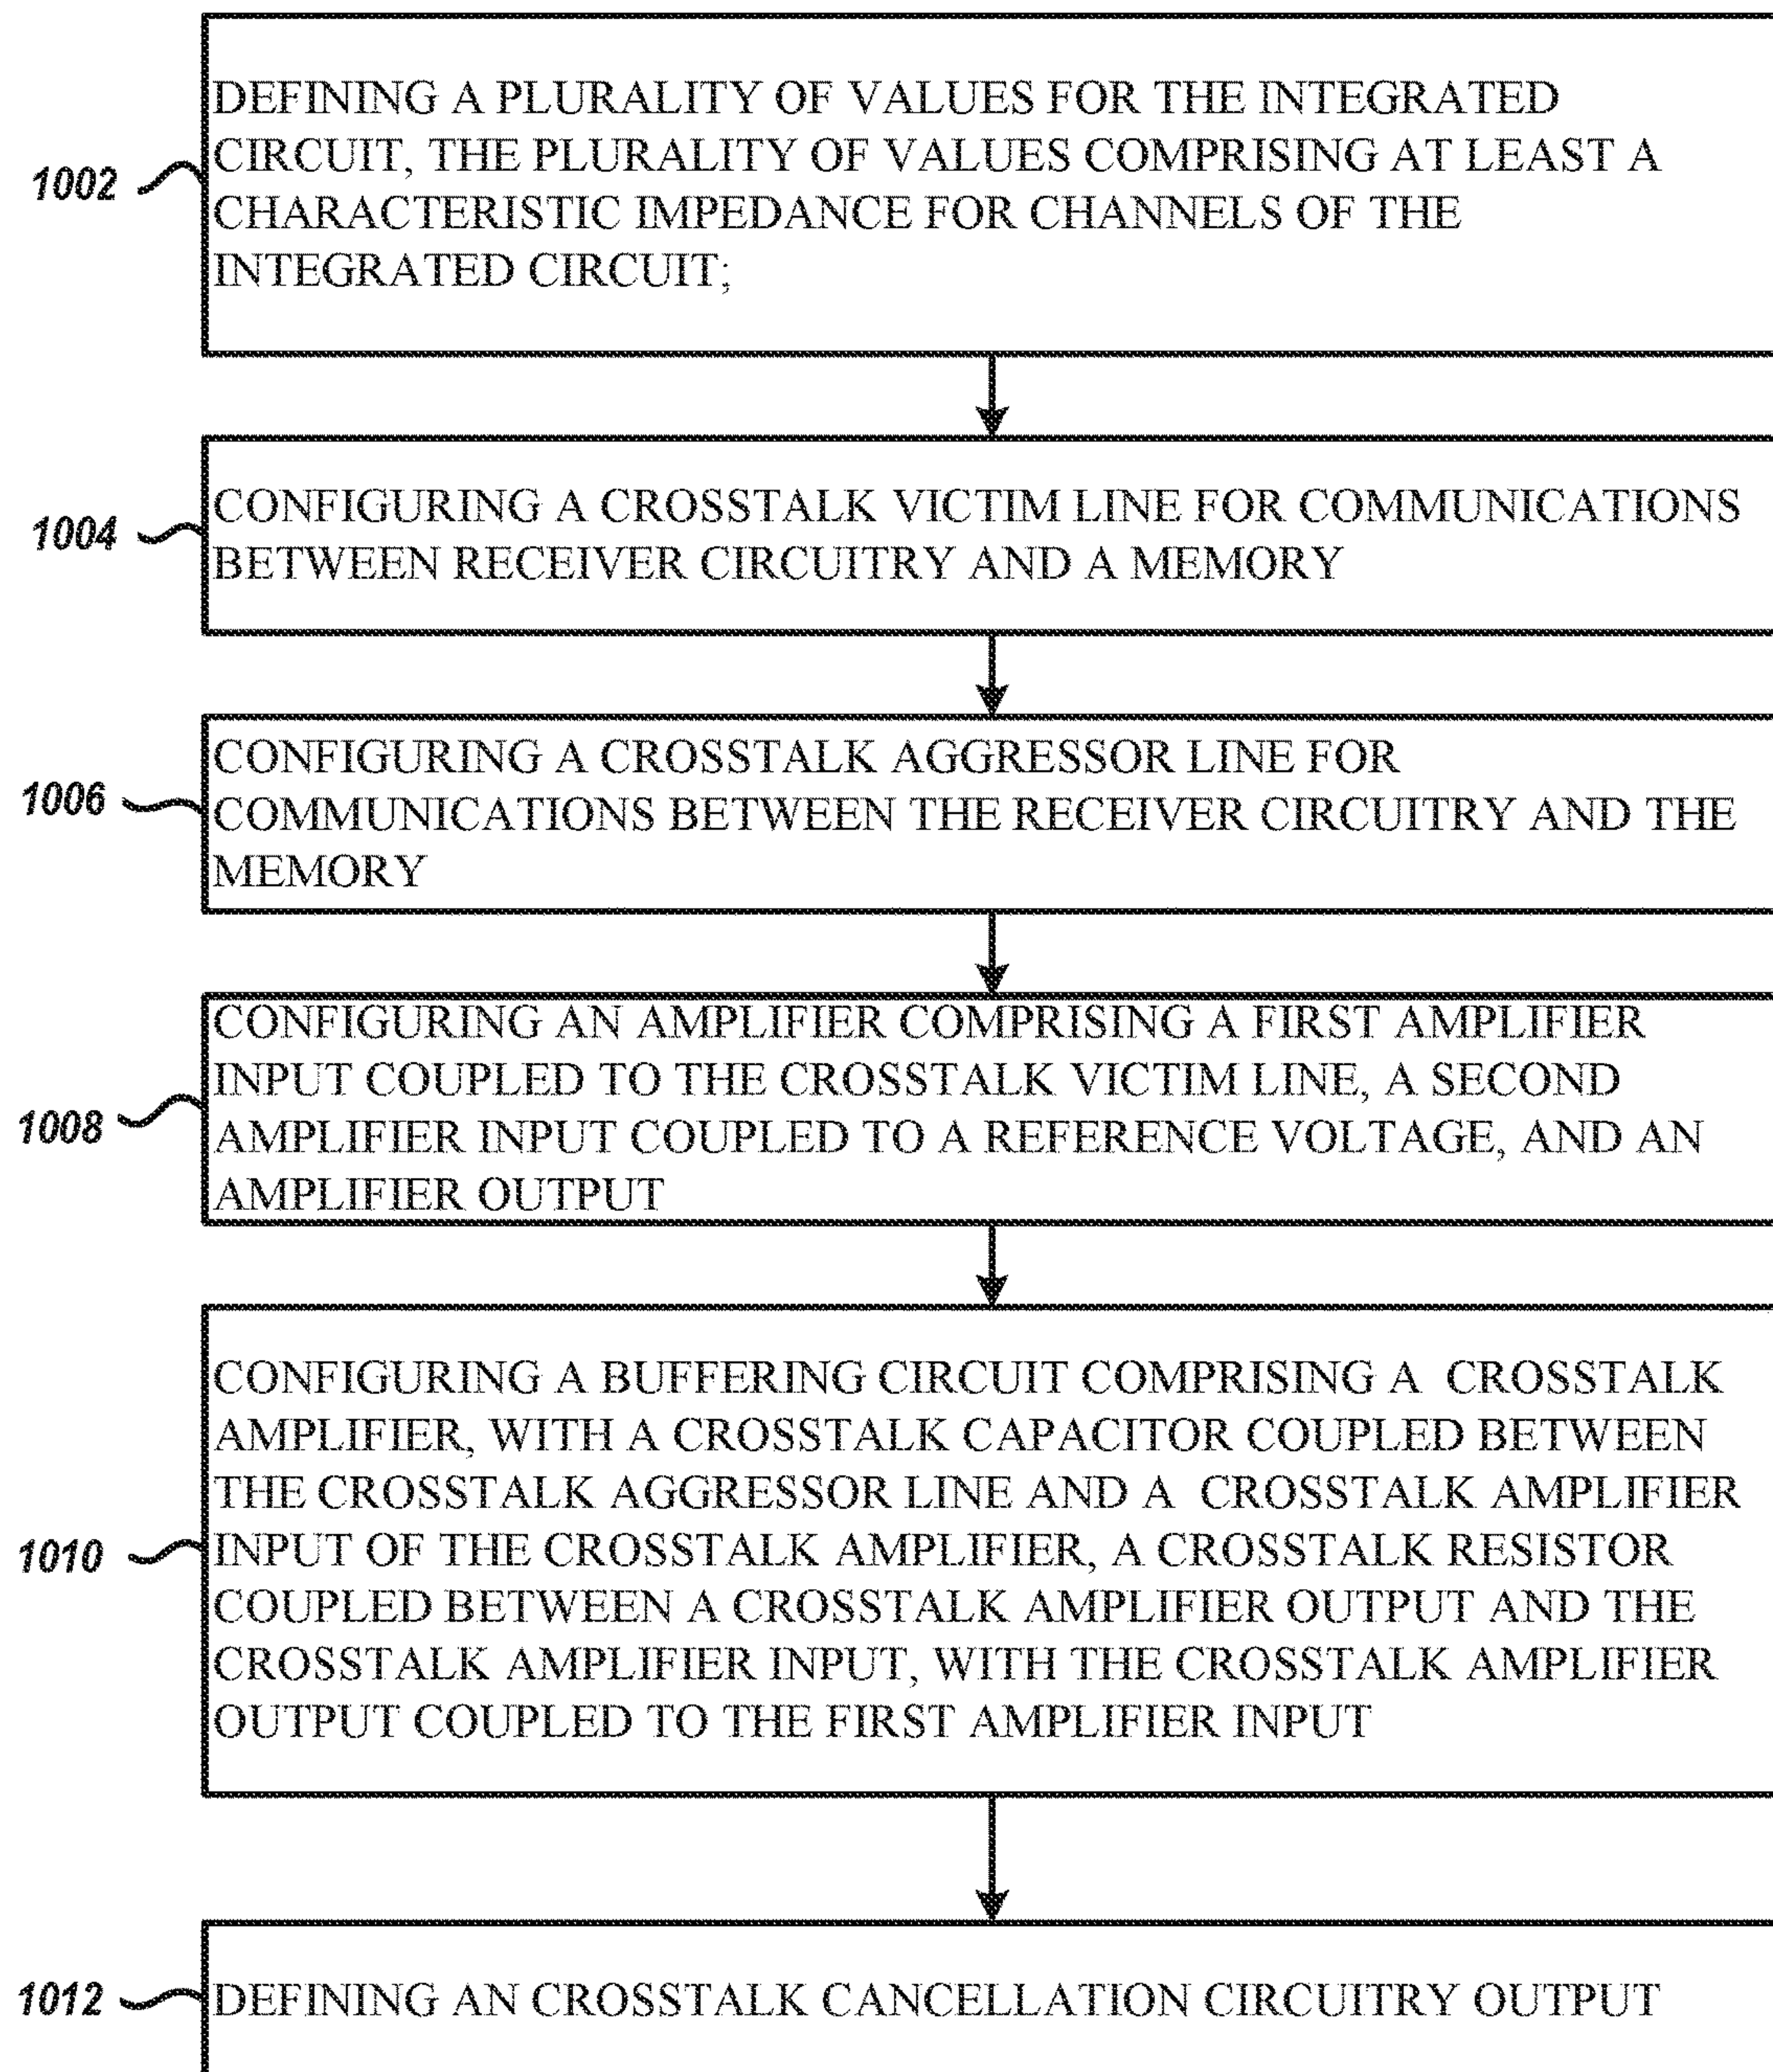 DEFINING A PLURALITY OF VALUES FOR THE INTEGRATED
CIRCUIT, THE PLURALITY OF VALUES COMPRISING AT LEAST A
CHARACTERISTIC IMPEDANCE FOR CHANNELS OF THE
INTEGRATED CIRCUIT;
1002
CONFIGURING A CROSSTALK VICTIM LINE FOR COMMUNICATIONS
BETWEEN RECEIVER CIRCUITRY AND A MEMORY
1004
CONFIGURING A CROSSTALK AGGRESSOR LINE FOR
COMMUNICATIONS BETWEEN THE RECEIVER CIRCUITRY AND THE
MEMORY
1006
CONFIGURING AN AMPLIFIER COMPRISING A FIRST AMPLIFIER
INPUT COUPLED TO THE CROSSTALK VICTIM LINE, A SECOND
AMPLIFIER INPUT COUPLED TO A REFERENCE VOLTAGE, AND AN
AMPLIFIER OUTPUT
1008
CONFIGURING A BUFFERING CIRCUIT COMPRISING A CROSSTALK
AMPLIFIER, WITH A CROSSTALK CAPACITOR COUPLED BETWEEN
THE CROSSTALK AGGRESSOR LINE AND A CROSSTALK AMPLIFIER
INPUT OF THE CROSSTALK AMPLIFIER, A CROSSTALK RESISTOR
COUPLED BETWEEN A CROSSTALK AMPLIFIER OUTPUT AND THE
CROSSTALK AMPLIFIER INPUT, WITH THE CROSSTALK AMPLIFIER
OUTPUT COUPLED TO THE FIRST AMPLIFIER INPUT
1010
DEFINING AN CROSSTALK CANCELLATION CIRCUITRY OUTPUT
1012